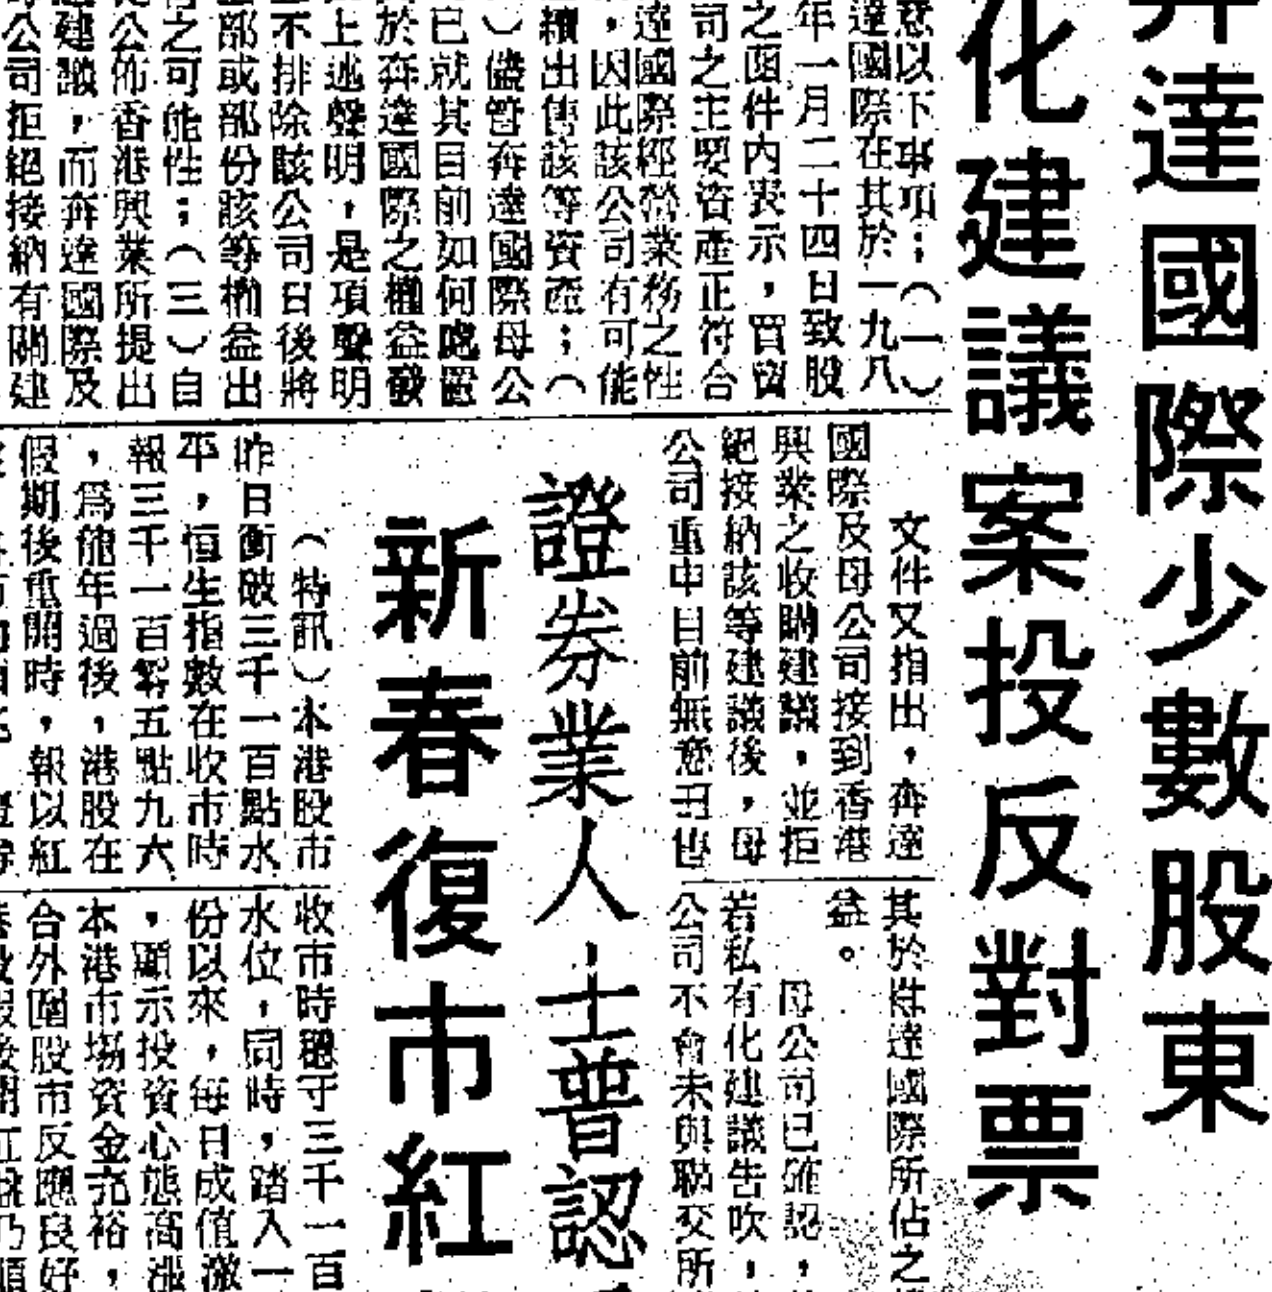 達國際少數股東
化建議案投反對票
意以下事項：（一）
達國際在其於一九八
年一月二十四日致股
之函件內表示，買賣
司之主要資產正符合
達國際經營業務之性
，因此該公司有可能
續出售該等資產；（
）儘管奔達國際母公
已就其目前如何處置
於奔達國際之權益發
上述聲明，是項聲明
不排除該公司日後將
部或部份該等權益出
之可能性；（三）自
公佈香港興業所提出
建議，而奔達國際及
公司拒絕接納有關建
文件又指出，奔達
國際及母公司接到香港
興業之收購建議，並拒
絕接納該等建議後，母
公司重申目前無意出售
其於奔達國際所佔之
益。
母公司已確認，
若私有化建議告吹，
公司不會未與聯交所
證券業人士普認
新春復市紅
（特訊）本港股市
昨日衝破三千一百點水
平，恒生指數在收市時
報三千一百零五點九六
，為龍年過後，港股在
假期後重開時，報以紅
收市時穩守三千一百
水位，同時，踏入一
份以來，每日成值激
，顯示投資心態高漲
本港市場資金充裕，
合外圍股市反應良好